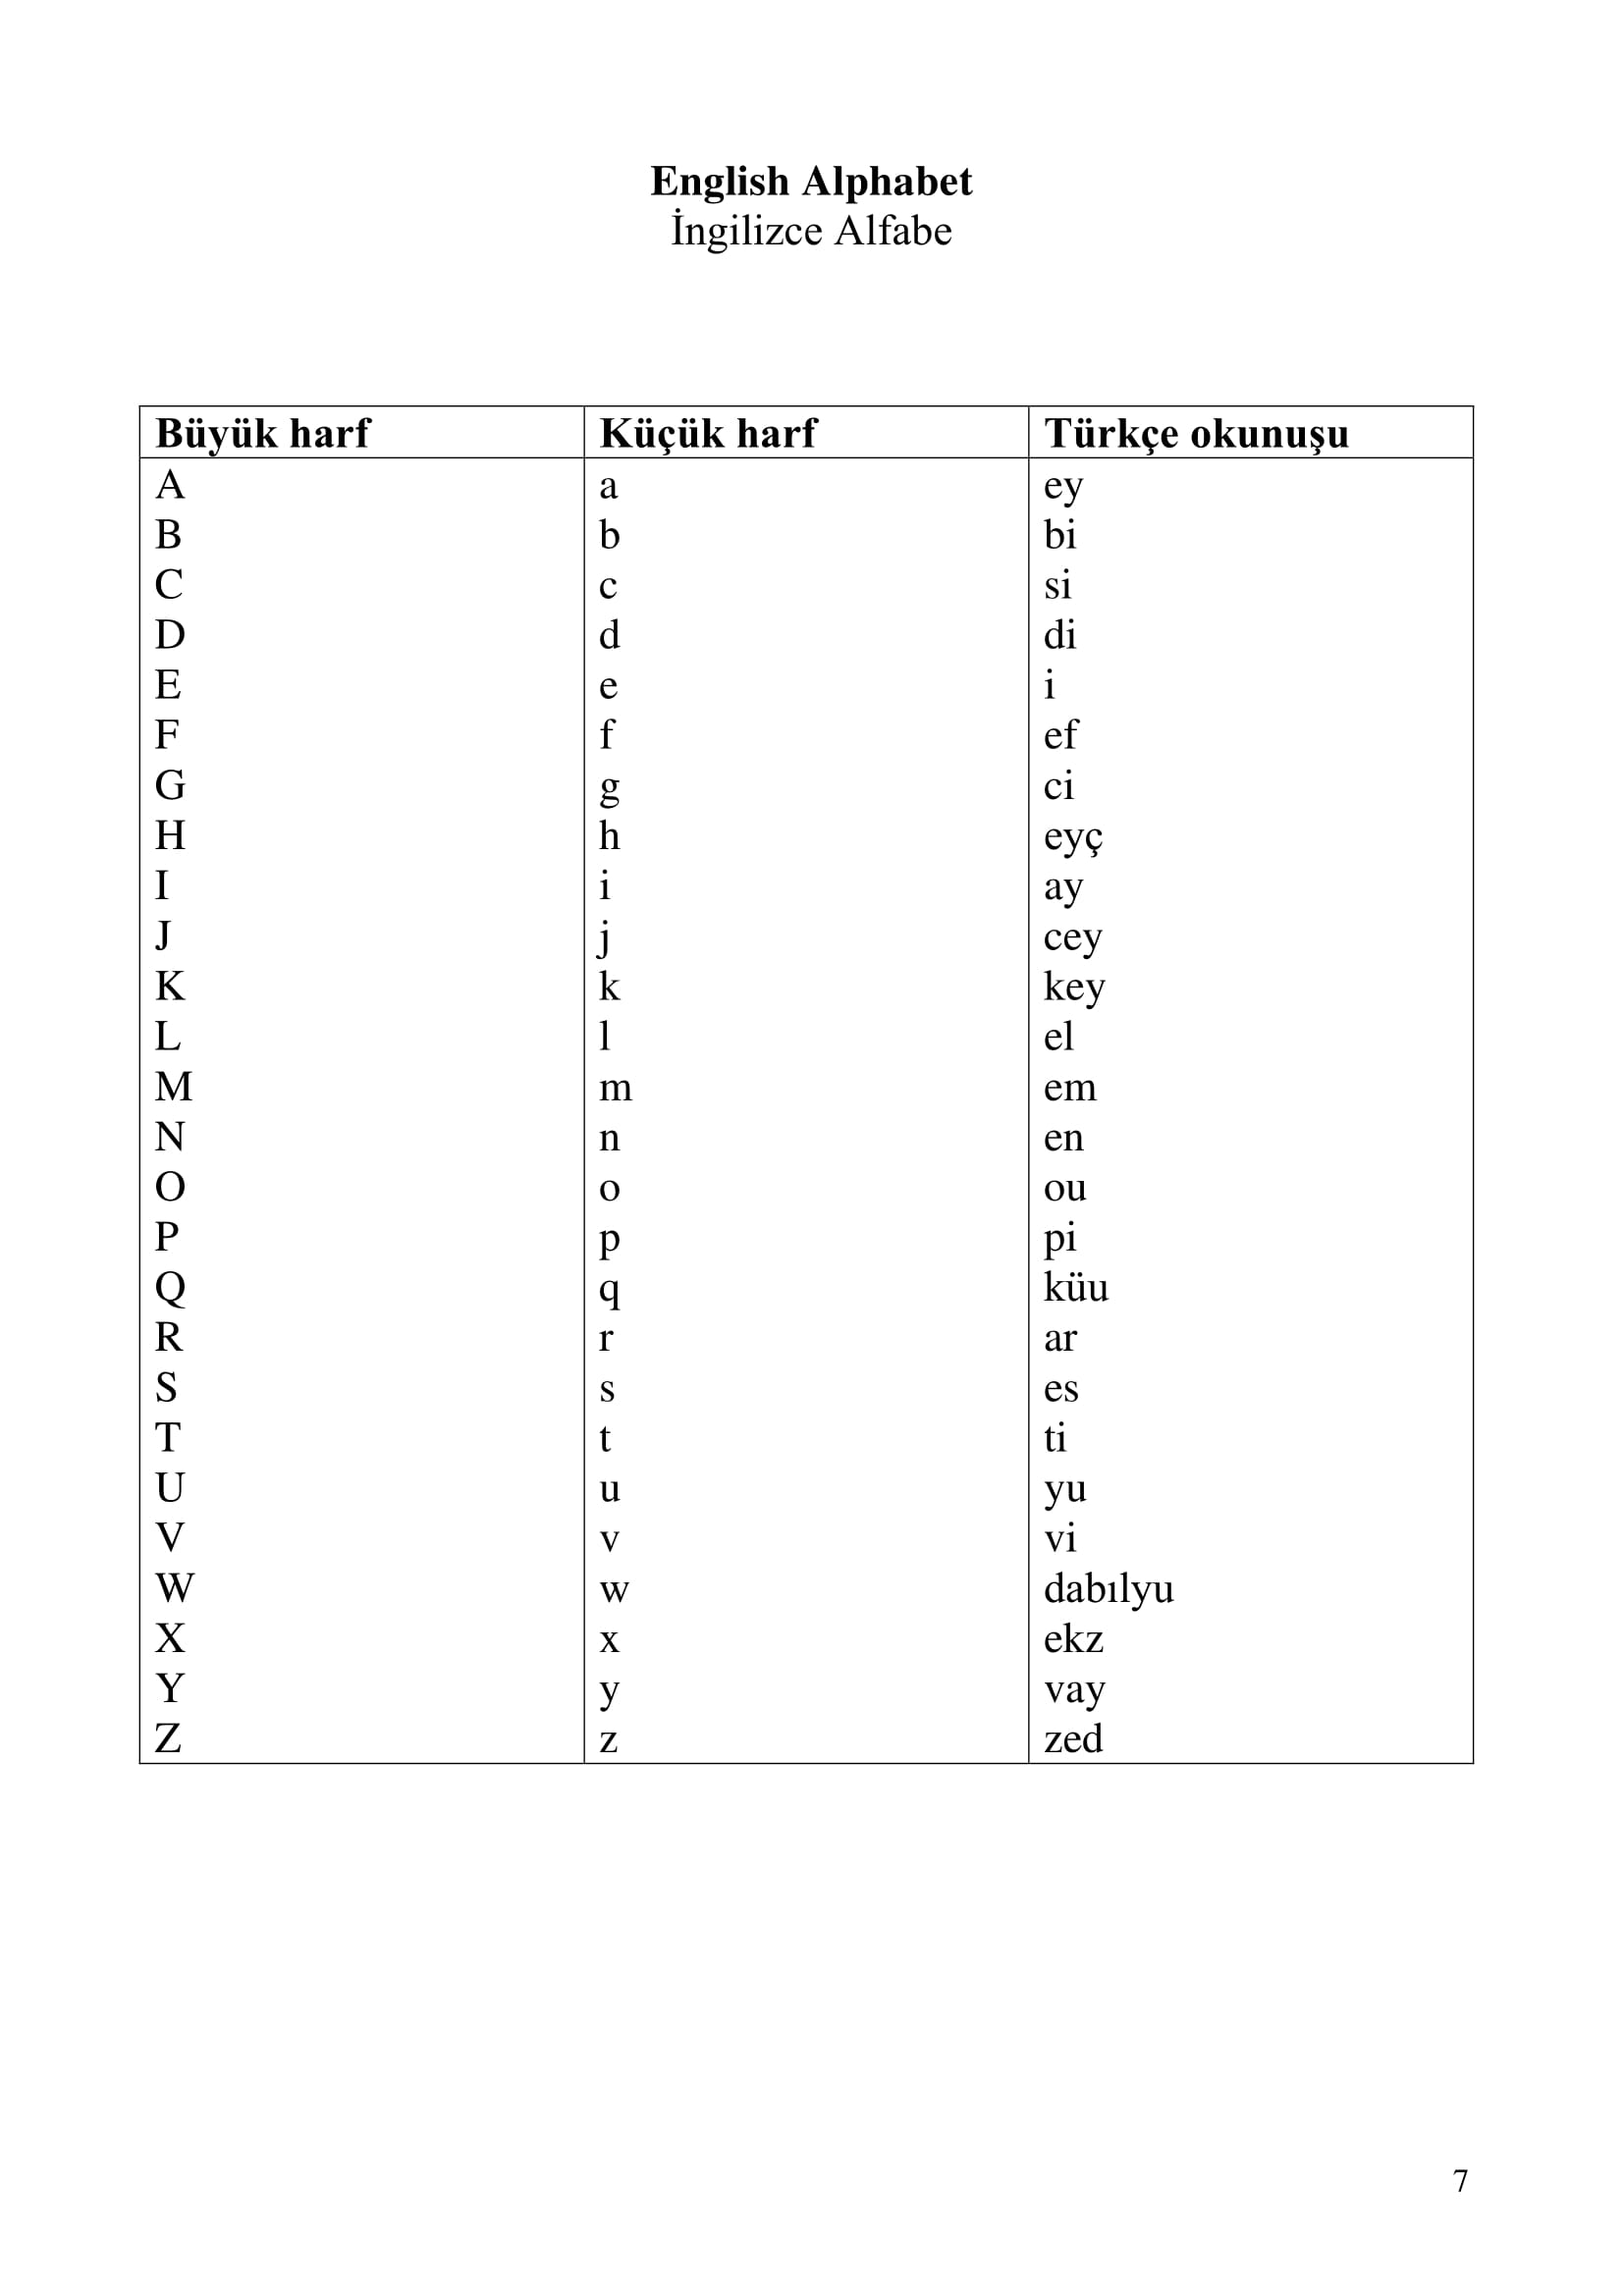 English Alphabet
İngilizce Alfabe
Büyük harf Küçük harf Türkçe okunuşu
A a ey
B b bi
C c si
D d di
E e i
F f ef
G g ci
H h eyç
I i ay
J j cey
K k key
L l el
M m em
N n en
O o ou
P p pi
Q q küu
R r ar
S s es
T t ti
U u yu
V v vi
W w dabılyu
X x ekz
Y y vay
Z z zed
7